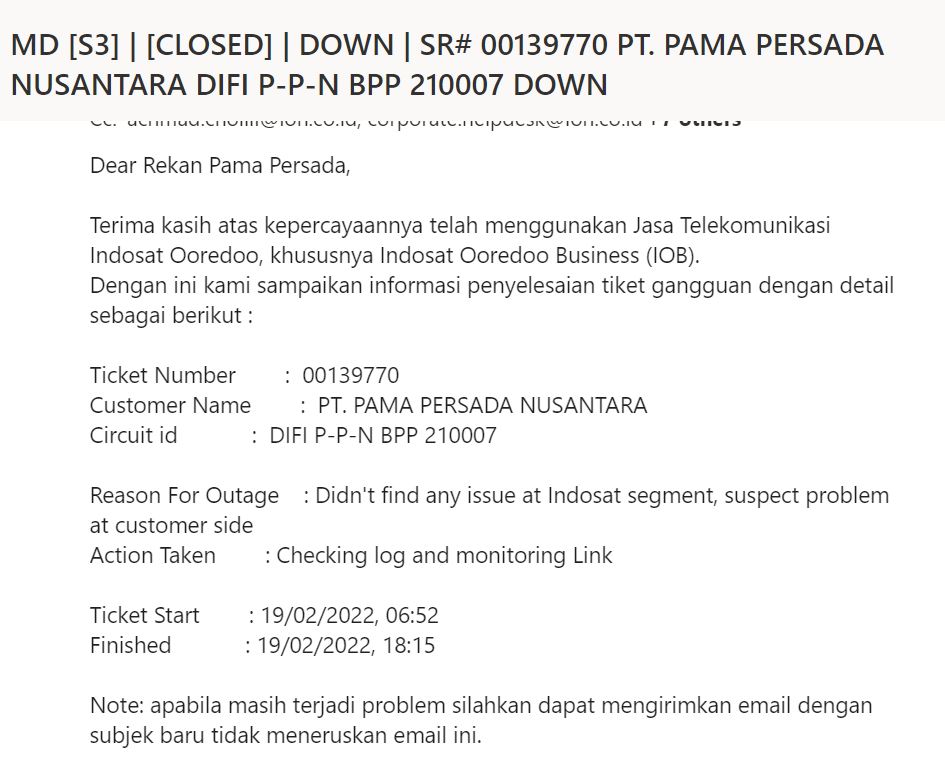 MD [S3] | [CLOSED] | DOWN | SR# 00139770 PT. PAMA PERSADA
NUSANTARA DIFI P-P-N BPP 210007 DOWN
Dear Rekan Pama Persada,
Terima kasih atas kepercayaannya telah menggunakan Jasa Telekomunikasi
Indosat Ooredoo, khususnya Indosat Ooredoo Business (IOB).
Dengan ini kami sampaikan informasi penyelesaian tiket gangguan dengan detail
sebagai berikut :
Ticket Number : 00139770
Customer Name : PT. PAMA PERSADA NUSANTARA
Circuit id : DIFI P-P-N BPP 210007
Reason For Outage : Didn't find any issue at Indosat segment, suspect problem
at customer side
Action Taken : Checking log and monitoring Link
Ticket Start : 19/02/2022, 06:52
Finished : 19/02/2022, 18:15
Note: apabila masih terjadi problem silahkan dapat mengirimkan email dengan
subjek baru tidak meneruskan email ini.